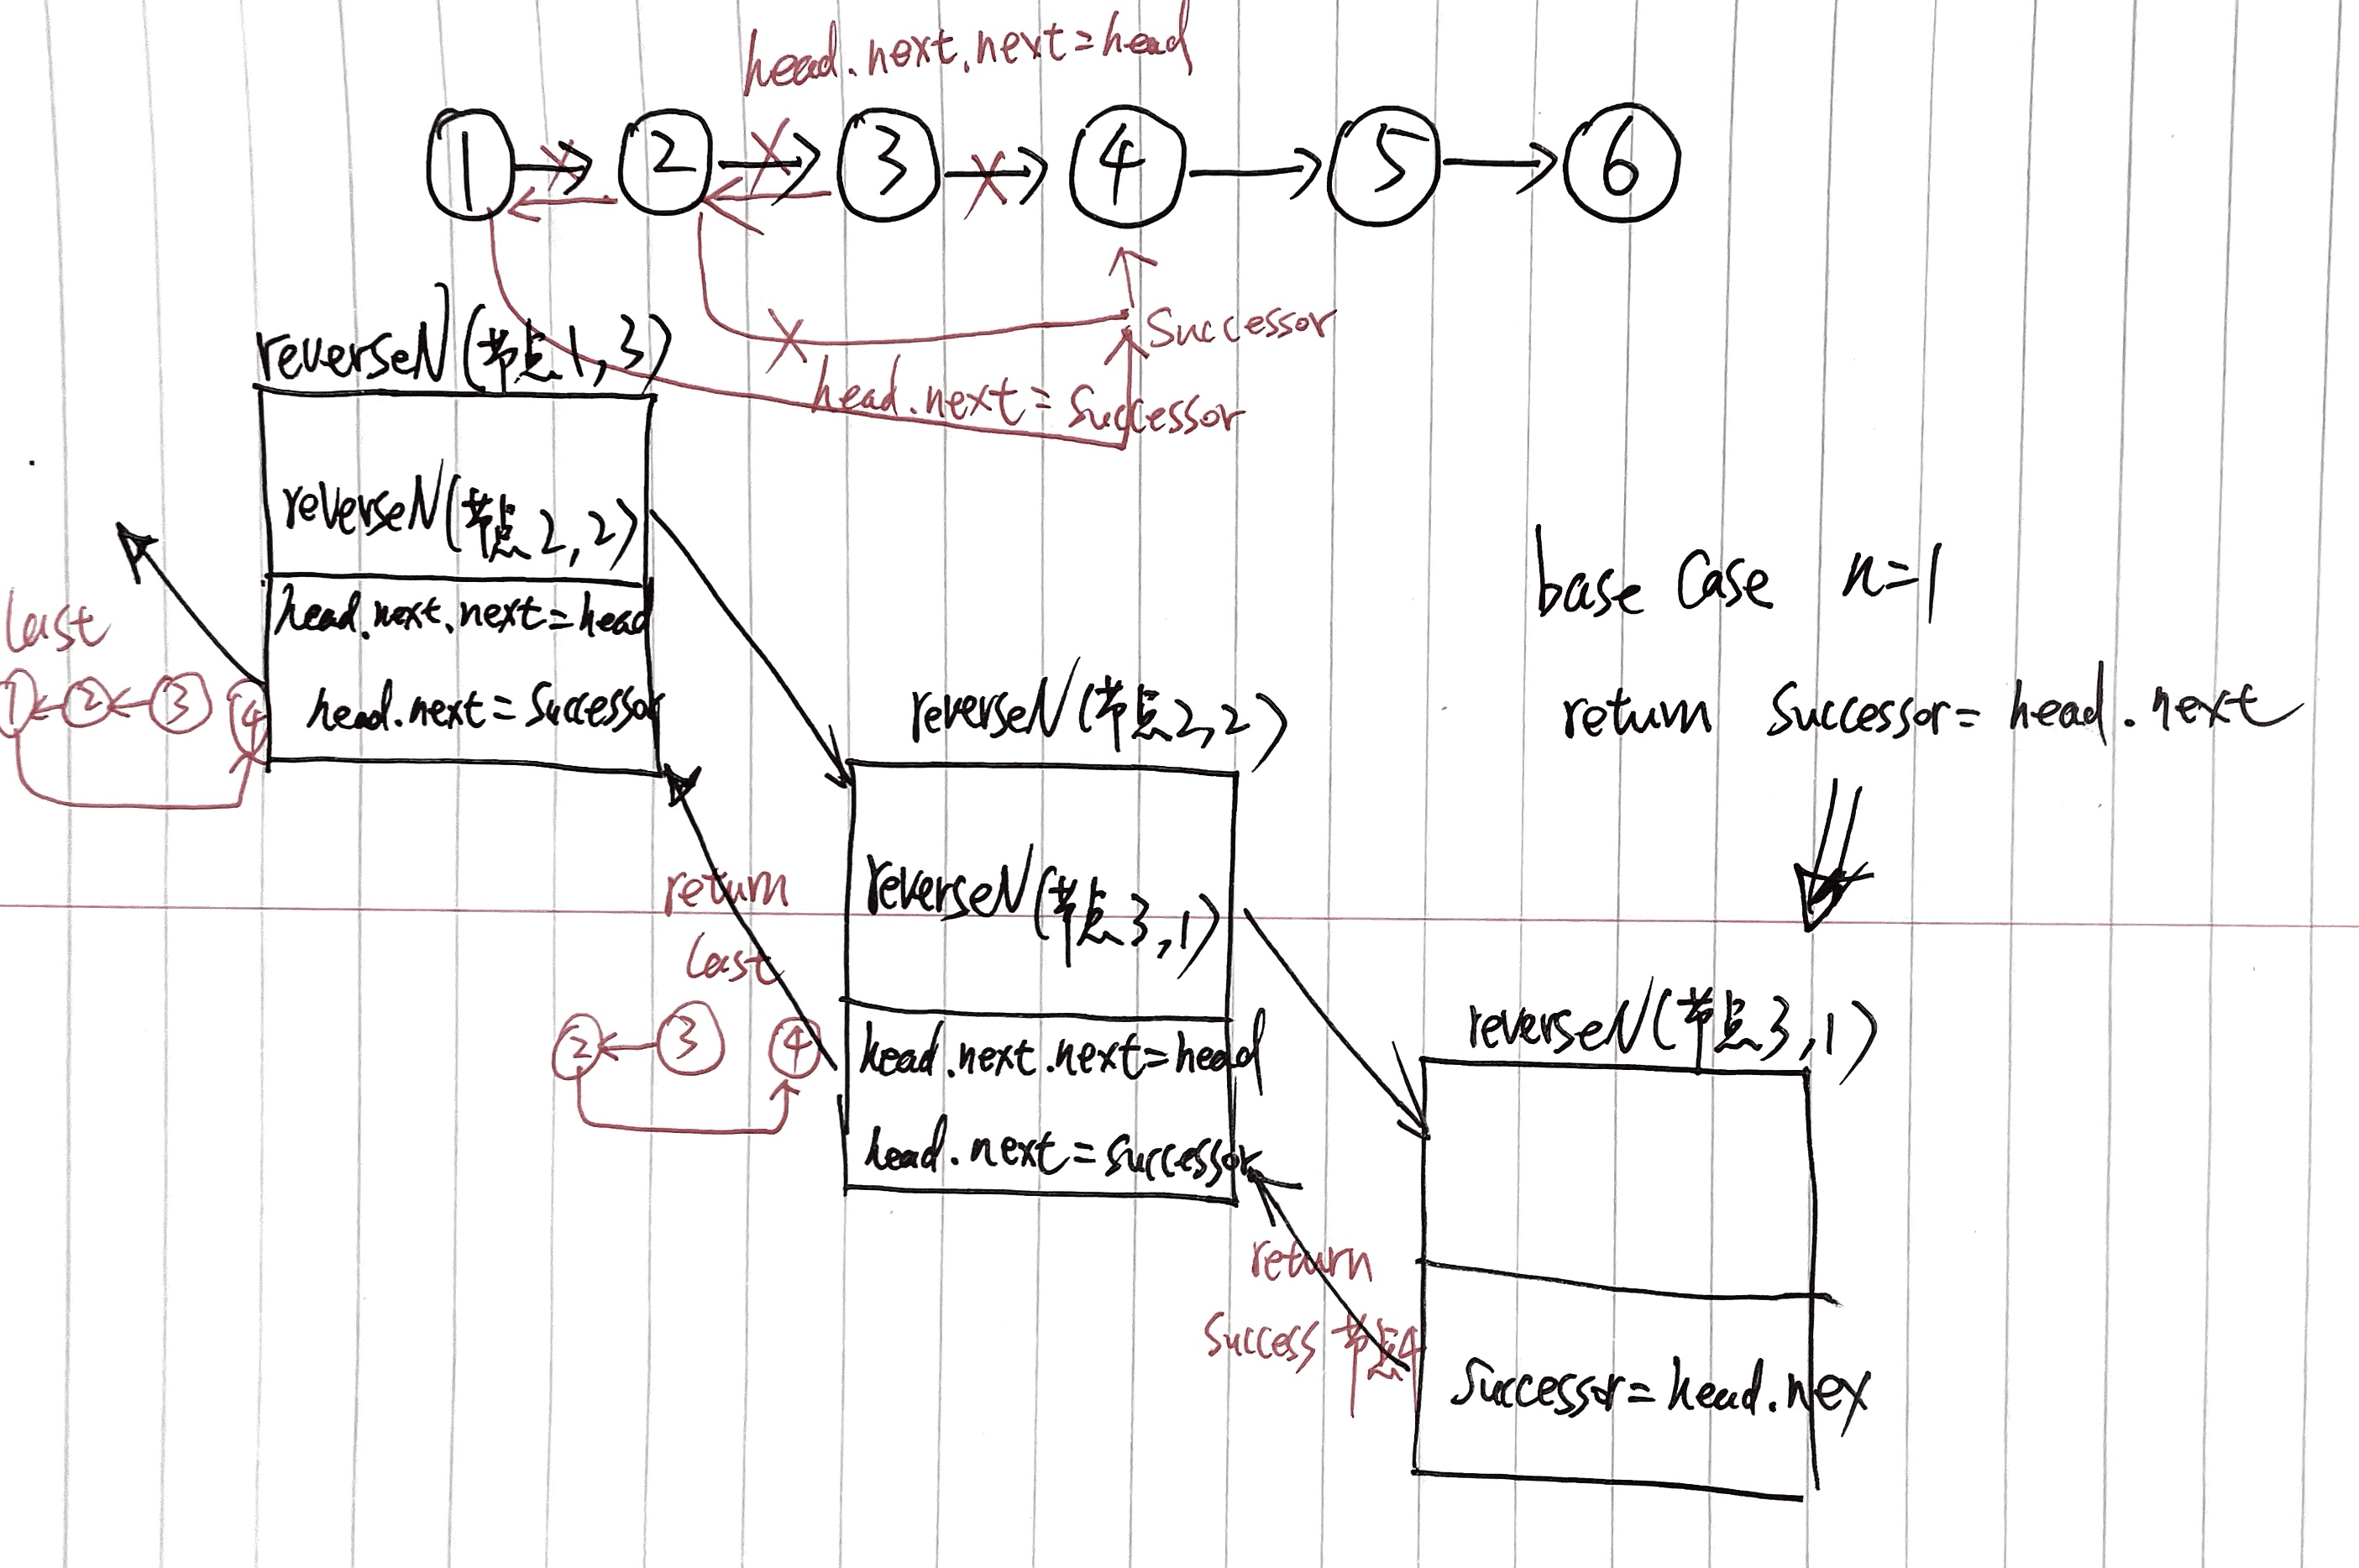 head.next.next=head
1 2 3 4 5 6
Successor
head.next=Successor
reverseN(节点1,3)
reverseN(节点2,2)
head.next.next=head
head.next=Successor
last
1 2 3 4
base Case n=1
return Successor=head.next
reverseN(节点2,2)
reverseN(节点3,1)
head.next.next=head
head.next=successor
return
last
2 3 4
reverseN(节点3,1)
Successor=head.nex
return
Success 节点4